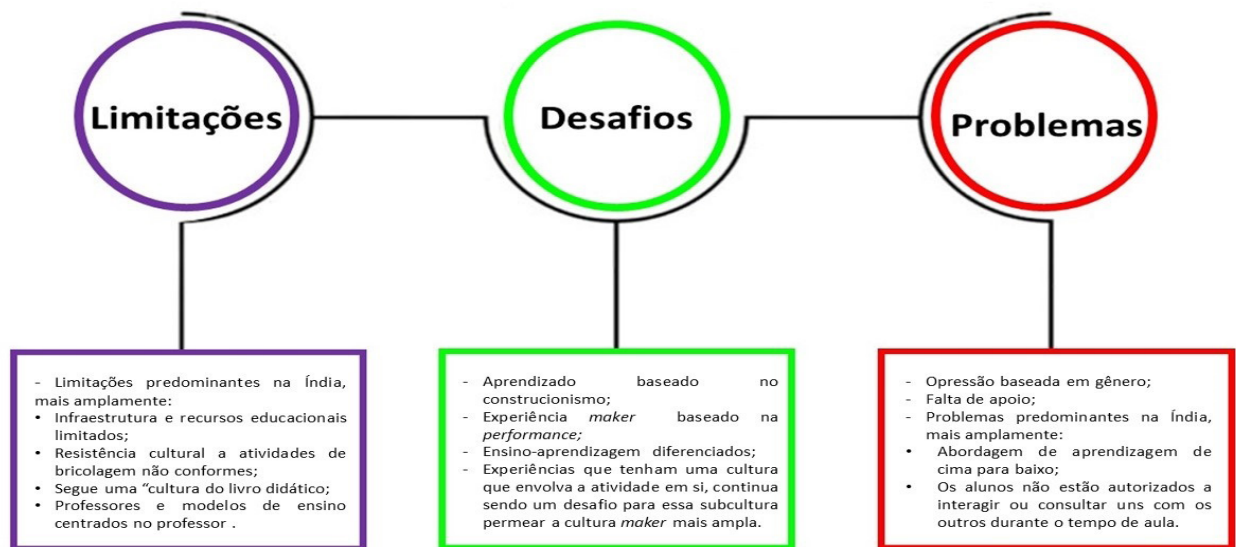 Limitações
Desafios
Problemas
- Limitações predominantes na Índia,
mais amplamente:
• Infraestrutura e recursos educacionais
limitados;
• Resistência cultural a atividades de
bricolagem não conformes;
• Segue uma “cultura do livro didático;
• Professores e modelos de ensino
centrados no professor .
- Aprendizado baseado no
construcionismo;
- Experiência maker baseado na
performance;
- Ensino-aprendizagem diferenciados;
- Experiências que tenham uma cultura
que envolva a atividade em si, continua
sendo um desafio para essa subcultura
permear a cultura maker mais ampla.
- Opressão baseada em gênero;
- Falta de apoio;
- Problemas predominantes na Índia,
mais amplamente:
• Abordagem de aprendizagem de
cima para baixo;
• Os alunos não estão autorizados a
interagir ou consultar uns com os
outros durante o tempo de aula.